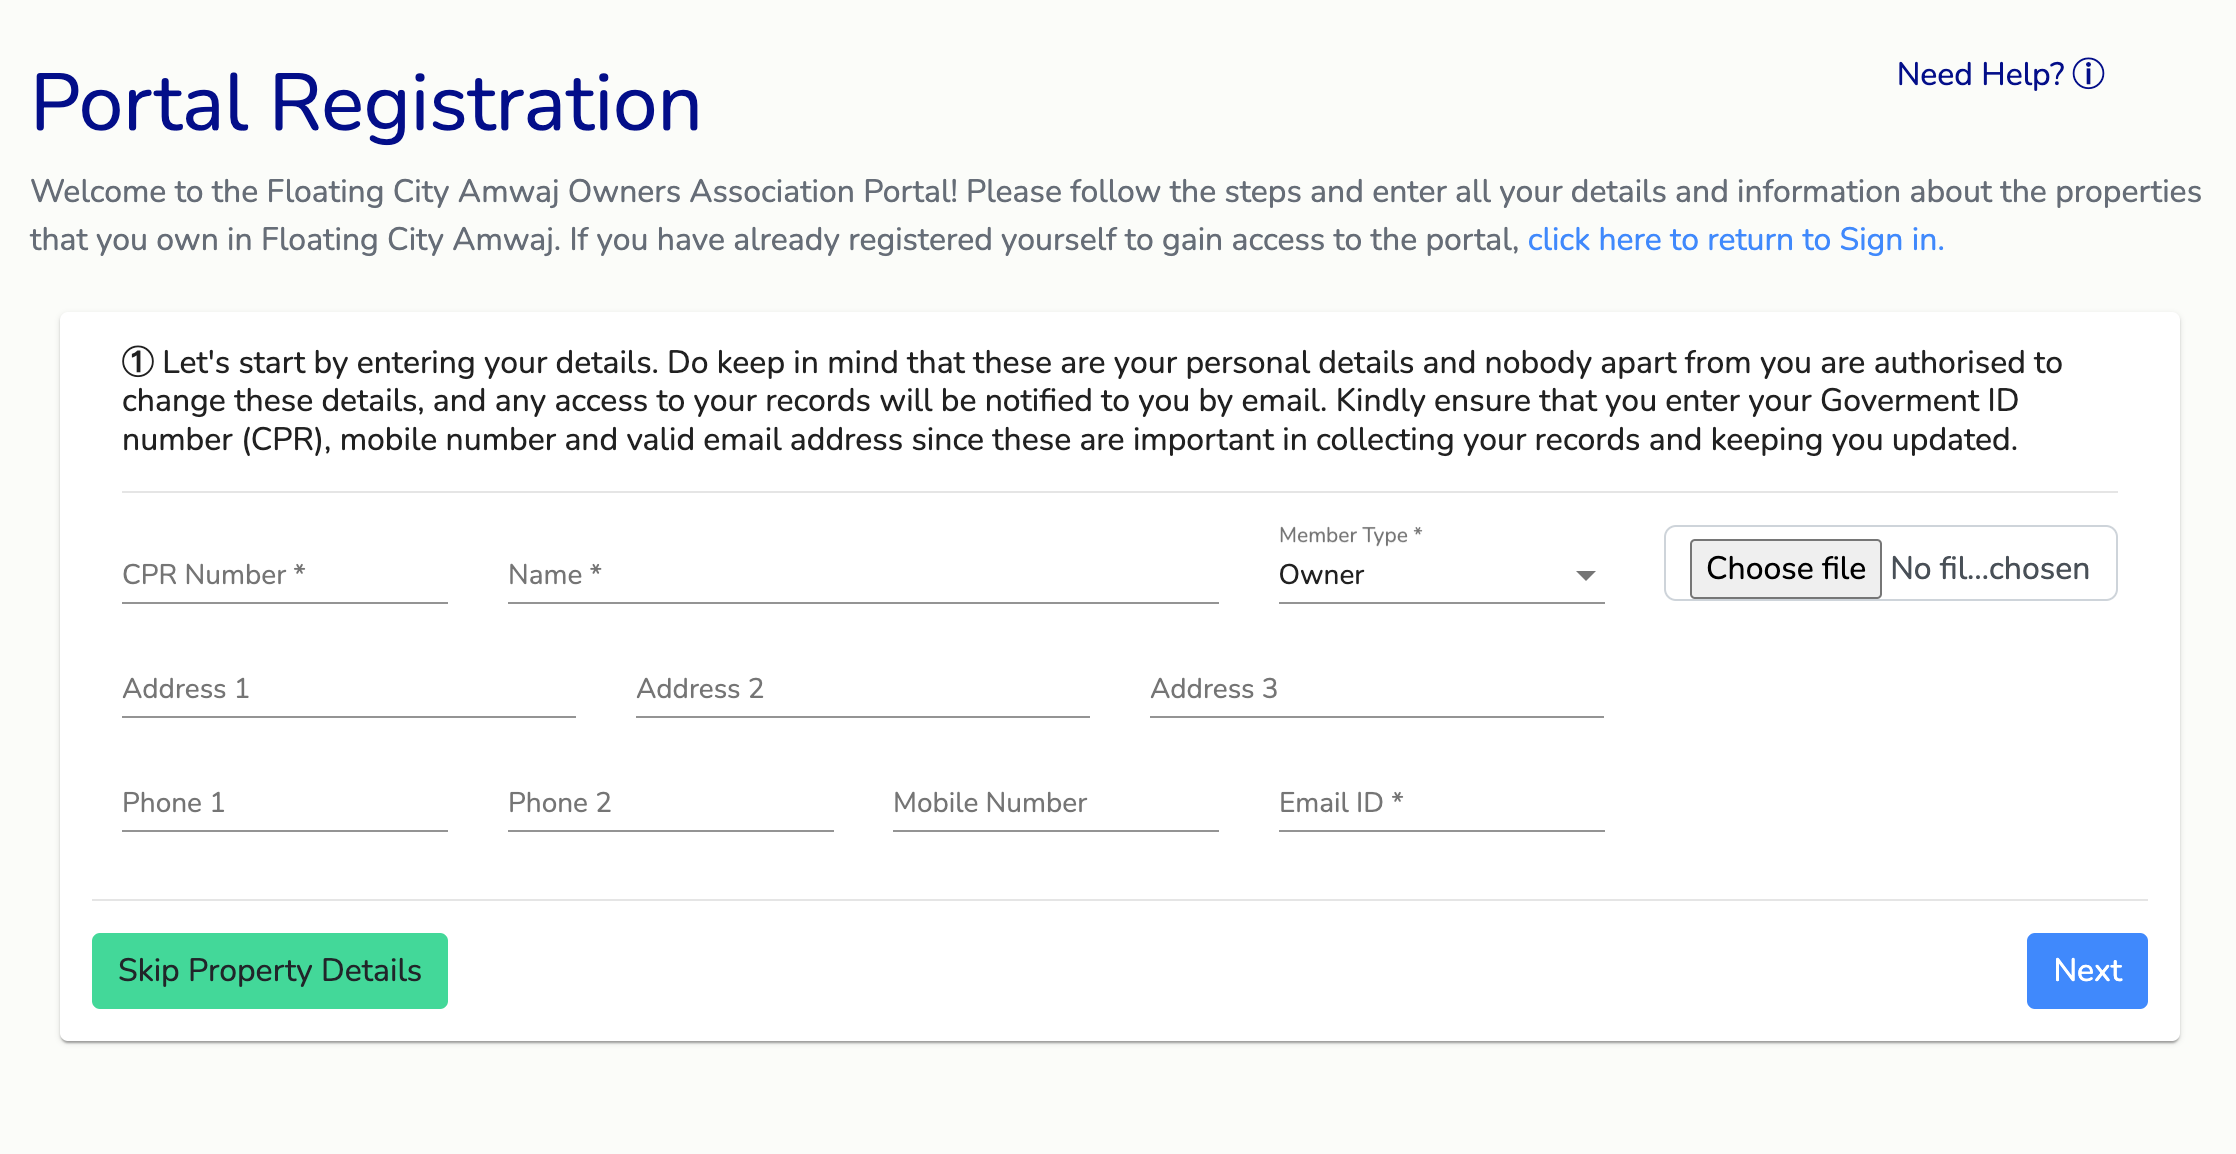 Portal Registration
Need Help? ⓘ
Welcome to the Floating City Amwaj Owners Association Portal! Please follow the steps and enter all your details and information about the properties
that you own in Floating City Amwaj. If you have already registered yourself to gain access to the portal, click here to return to Sign in.
① Let's start by entering your details. Do keep in mind that these are your personal details and nobody apart from you are authorised to
change these details, and any access to your records will be notified to you by email. Kindly ensure that you enter your Goverment ID
number (CPR), mobile number and valid email address since these are important in collecting your records and keeping you updated.
CPR Number *
Name *
Member Type *
Owner
Choose file No fil...chosen
Address 1
Address 2
Address 3
Phone 1
Phone 2
Mobile Number
Email ID *
Skip Property Details
Next